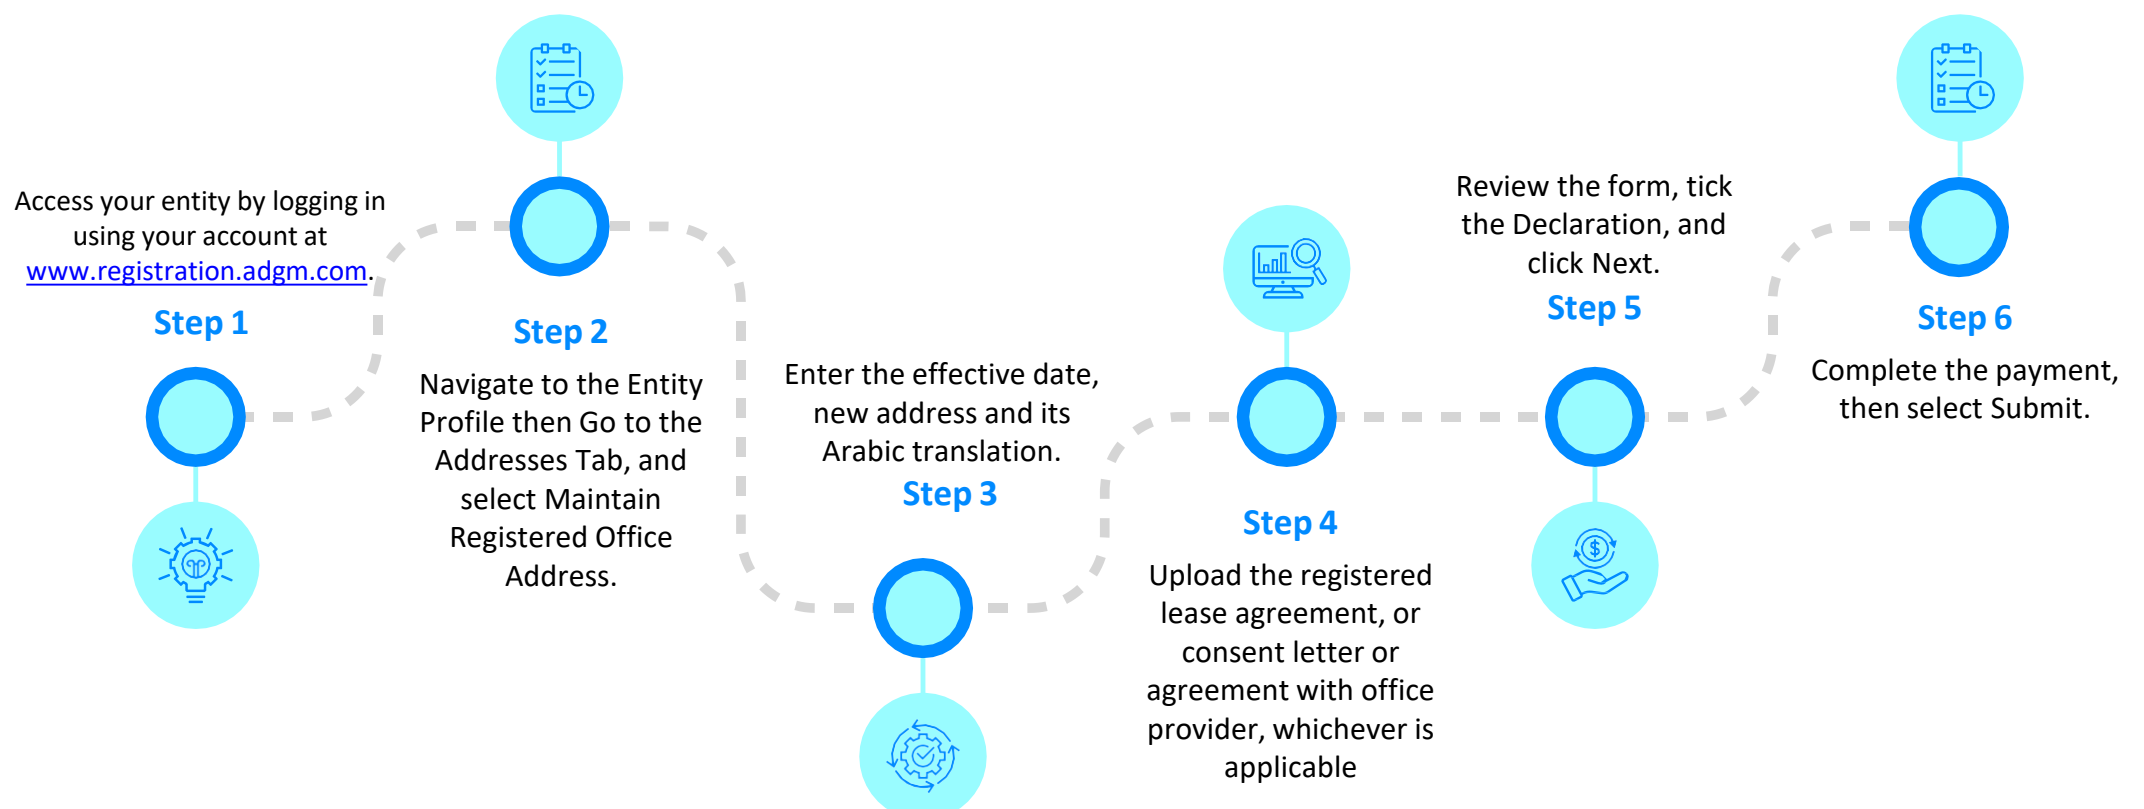 Access your entity by logging in
using your account at
www.registration.adgm.com.
Step 1
Step 2
Navigate to the Entity
Profile then Go to the
Addresses Tab, and
select Maintain
Registered Office
Address.
Enter the effective date,
new address and its
Arabic translation.
Step 3
Step 4
Upload the registered
lease agreement, or
consent letter or
agreement with office
provider, whichever is
applicable
Review the form, tick
the Declaration, and
click Next.
Step 5
Step 6
Complete the payment,
then select Submit.